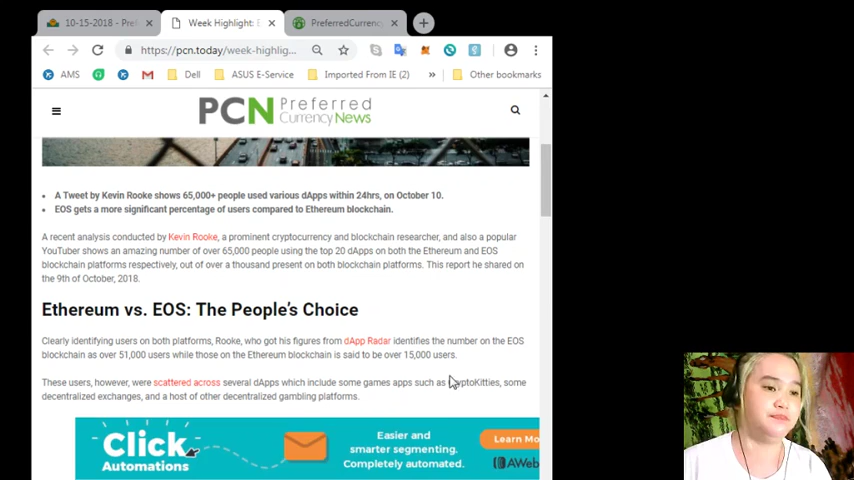 10-15-2018 - Pre
Week Highlight: E
PreferredCurrency
https://pcn.today/week-highlig...
AMS
Dell
ASUS E-Service
Imported From IE (2)
»
Other bookmarks
PCN Preferred
Currency News
• A Tweet by Kevin Rooke shows 65,000+ people used various dApps within 24hrs, on October 10.
• EOS gets a more significant percentage of users compared to Ethereum blockchain.
A recent analysis conducted by Kevin Rooke, a prominent cryptocurrency and blockchain researcher, and also a popular
YouTuber shows an amazing number of over 65,000 people using the top 20 dApps on both the Ethereum and EOS
blockchain platforms respectively, out of over a thousand present on both blockchain platforms. This report he shared on
the 9th of October, 2018.
Ethereum vs. EOS: The People's Choice
Clearly identifying users on both platforms, Rooke, who got his figures from dApp Radar identifies the number on the EOS
blockchain as over 51,000 users while those on the Ethereum blockchain is said to be over 15,000 users.
These users, however, were scattered across several dApps which include some games apps such as CryptoKitties, some
decentralized exchanges, and a host of other decentralized gambling platforms.
Click
Automations
Easier and
smarter segmenting.
Completely automated.
Learn Mo
AWeb